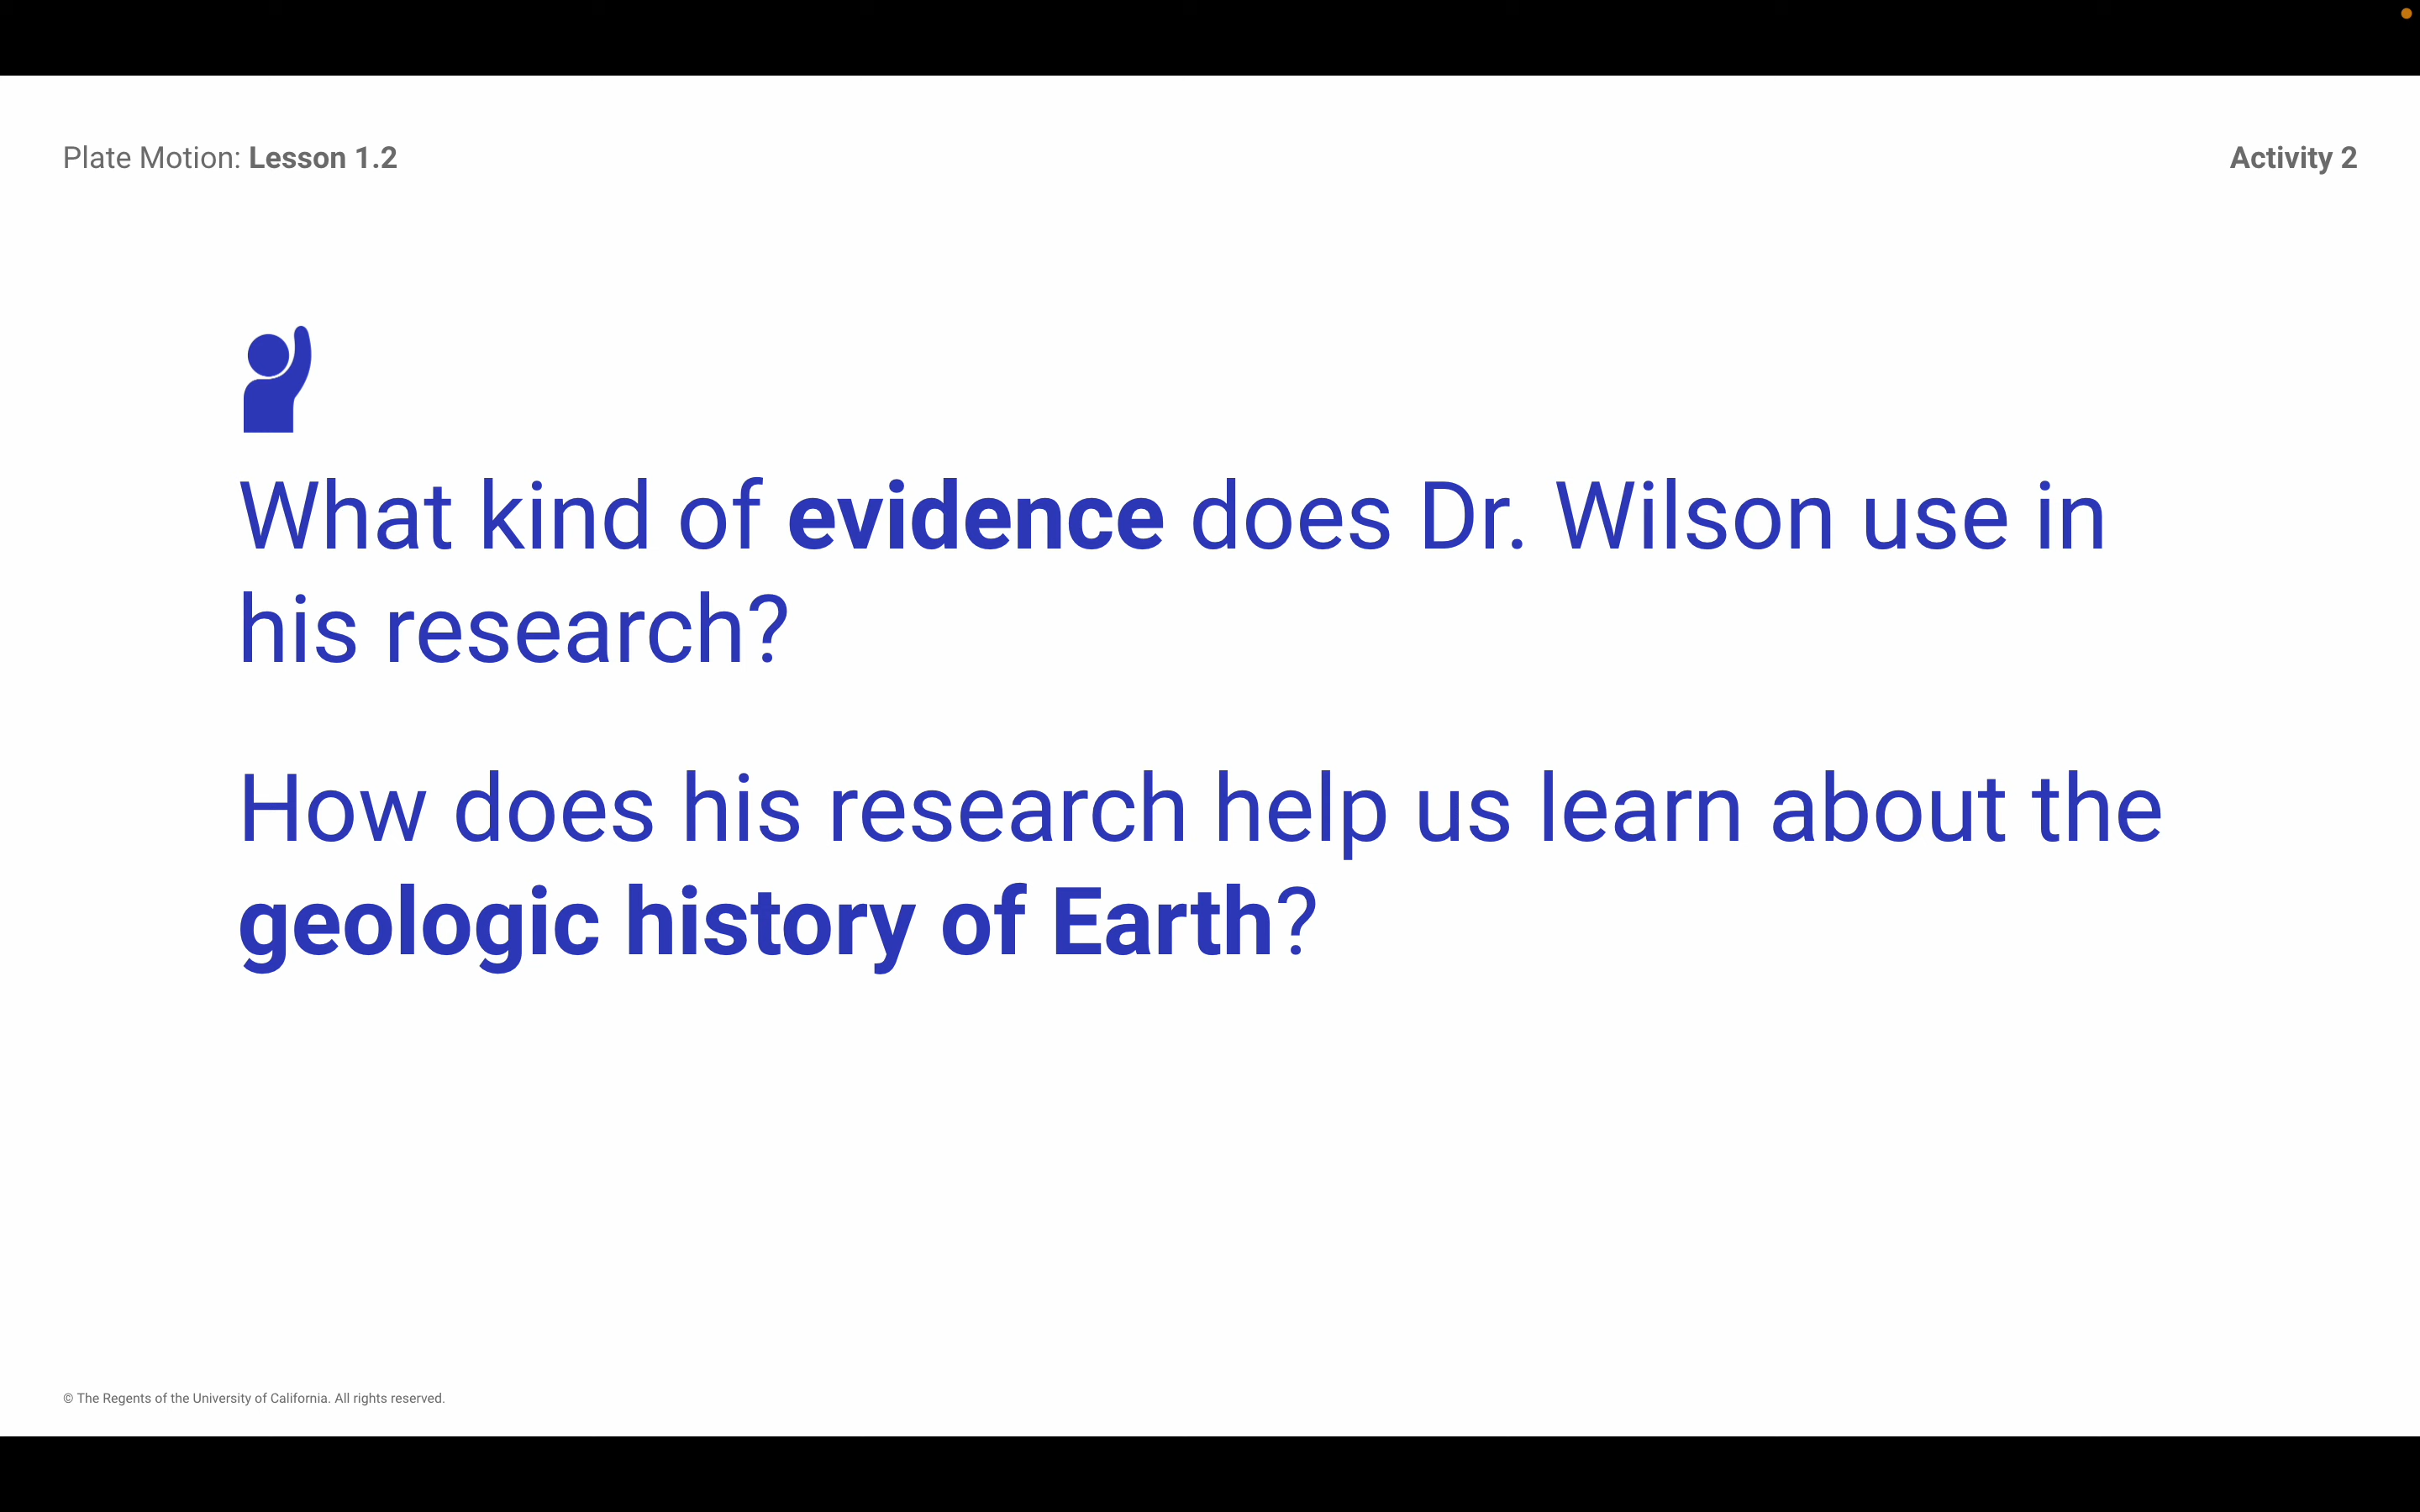 Plate Motion: Lesson 1.2
Activity 2
What kind of evidence does Dr. Wilson use in
his research?
How does his research help us learn about the
geologic history of Earth?
© The Regents of the University of California. All rights reserved.